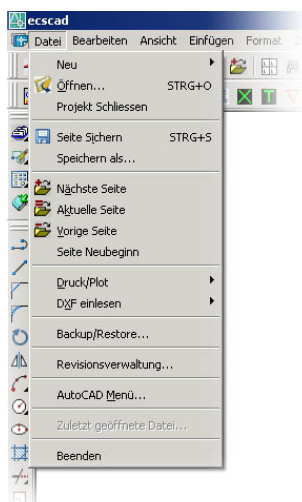 ecscad
Datei Bearbeiten Ansicht Einfügen Format
Neu
Öffnen... STRG+O
Projekt Schliessen
Seite Sichern STRG+S
Speichern als...
Nächste Seite
Aktuelle Seite
Vorige Seite
Seite Neubeginn
Druck/Plot
DXF einlesen
Backup/Restore...
Revisionsverwaltung...
AutoCAD Menü...
Zuletzt geöffnete Datei...
Beenden